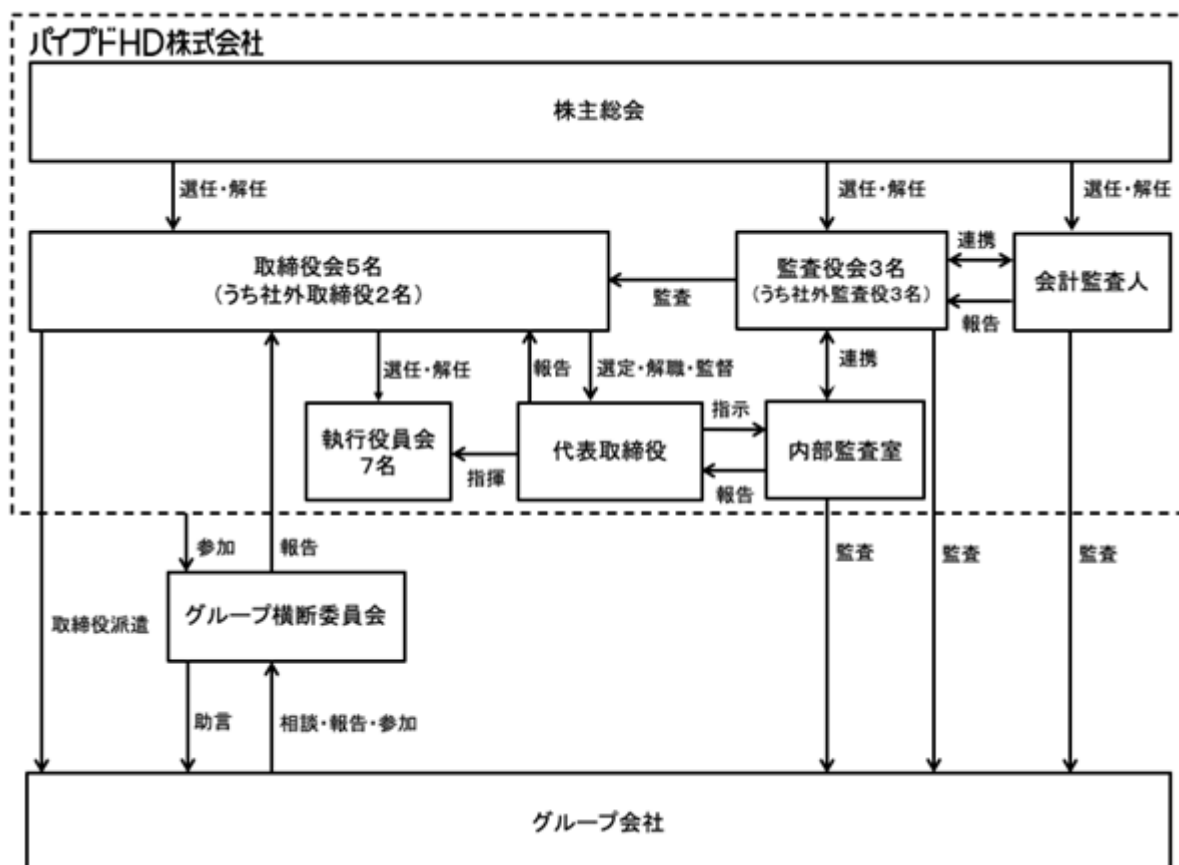 パイプドHD株式会社
株主総会
選任・解任
選任・解任
選任・解任
取締役会5名
(うち社外取締役2名)
監査
監査役会3名
(うち社外監査役3名)
連携
報告
会計監査人
選任・解任
報告
選定・解職・監督
連携
執行役員会
7名
指揮
代表取締役
指示
報告
内部監査室
参加
報告
監査
監査
監査
グループ横断委員会
取締役派遣
助言
相談・報告・参加
グループ会社